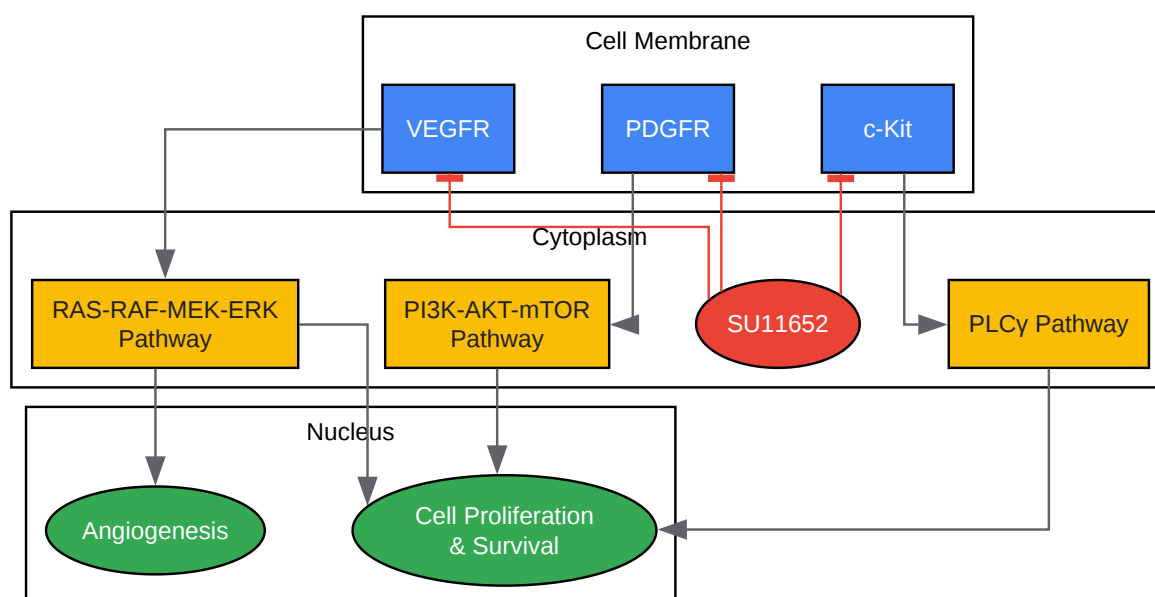 Cell Membrane
VEGFR
PDGFR
c-Kit
Cytoplasm
RAS-RAF-MEK-ERK
Pathway
PI3K-AKT-mTOR
Pathway
SU11652
PLCγ Pathway
Nucleus
Angiogenesis
Cell Proliferation
& Survival